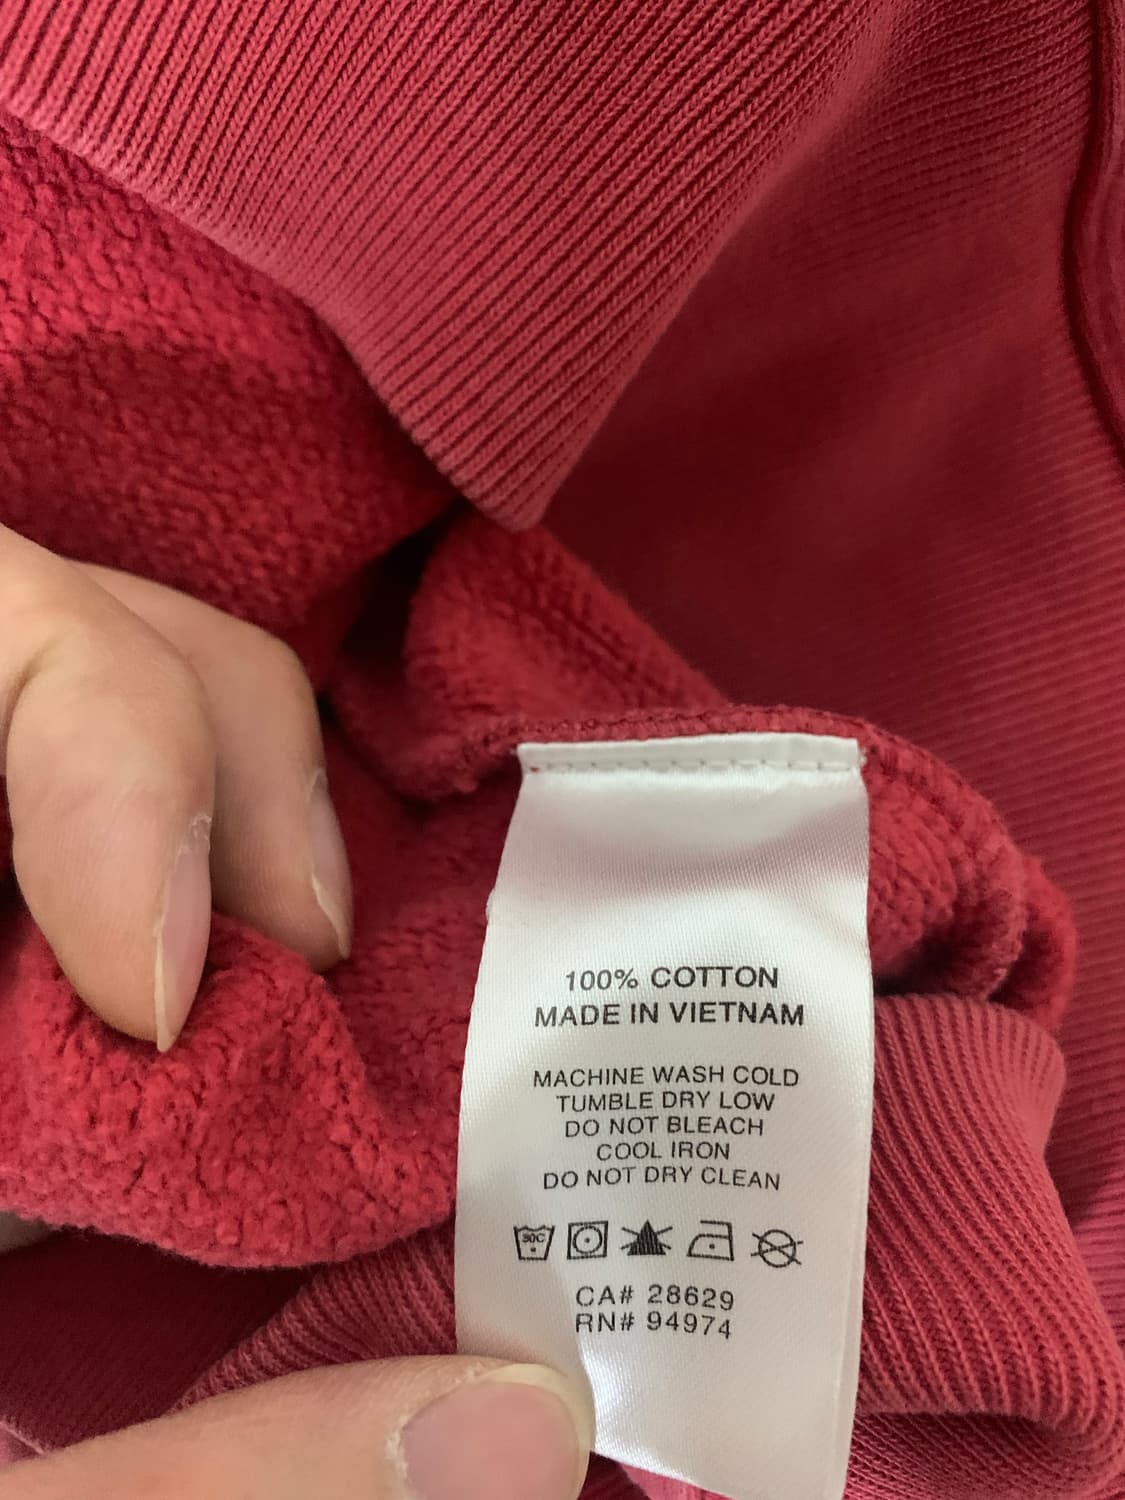 100% COTTON
MADE IN VIETNAM
MACHINE WASH COLD
TUMBLE DRY LOW
DO NOT BLEACH
COOL IRON
DO NOT DRY CLEAN
30C
CA# 28629
RN# 94974